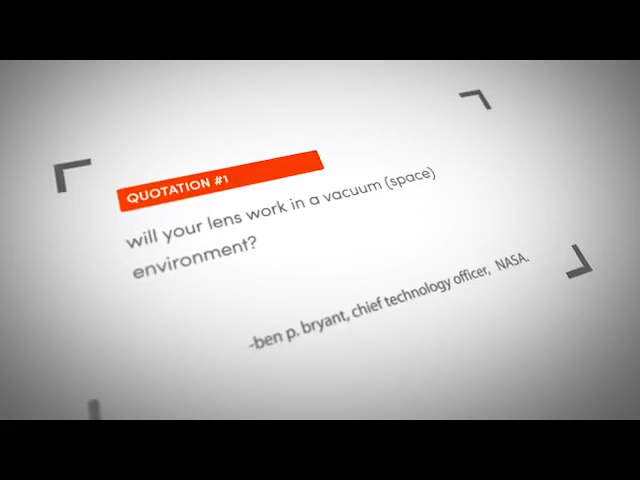 QUOTATION #1
will your lens work in a vacuum (space)
environment?
-ben p. bryant, chief technology officer, NASA.